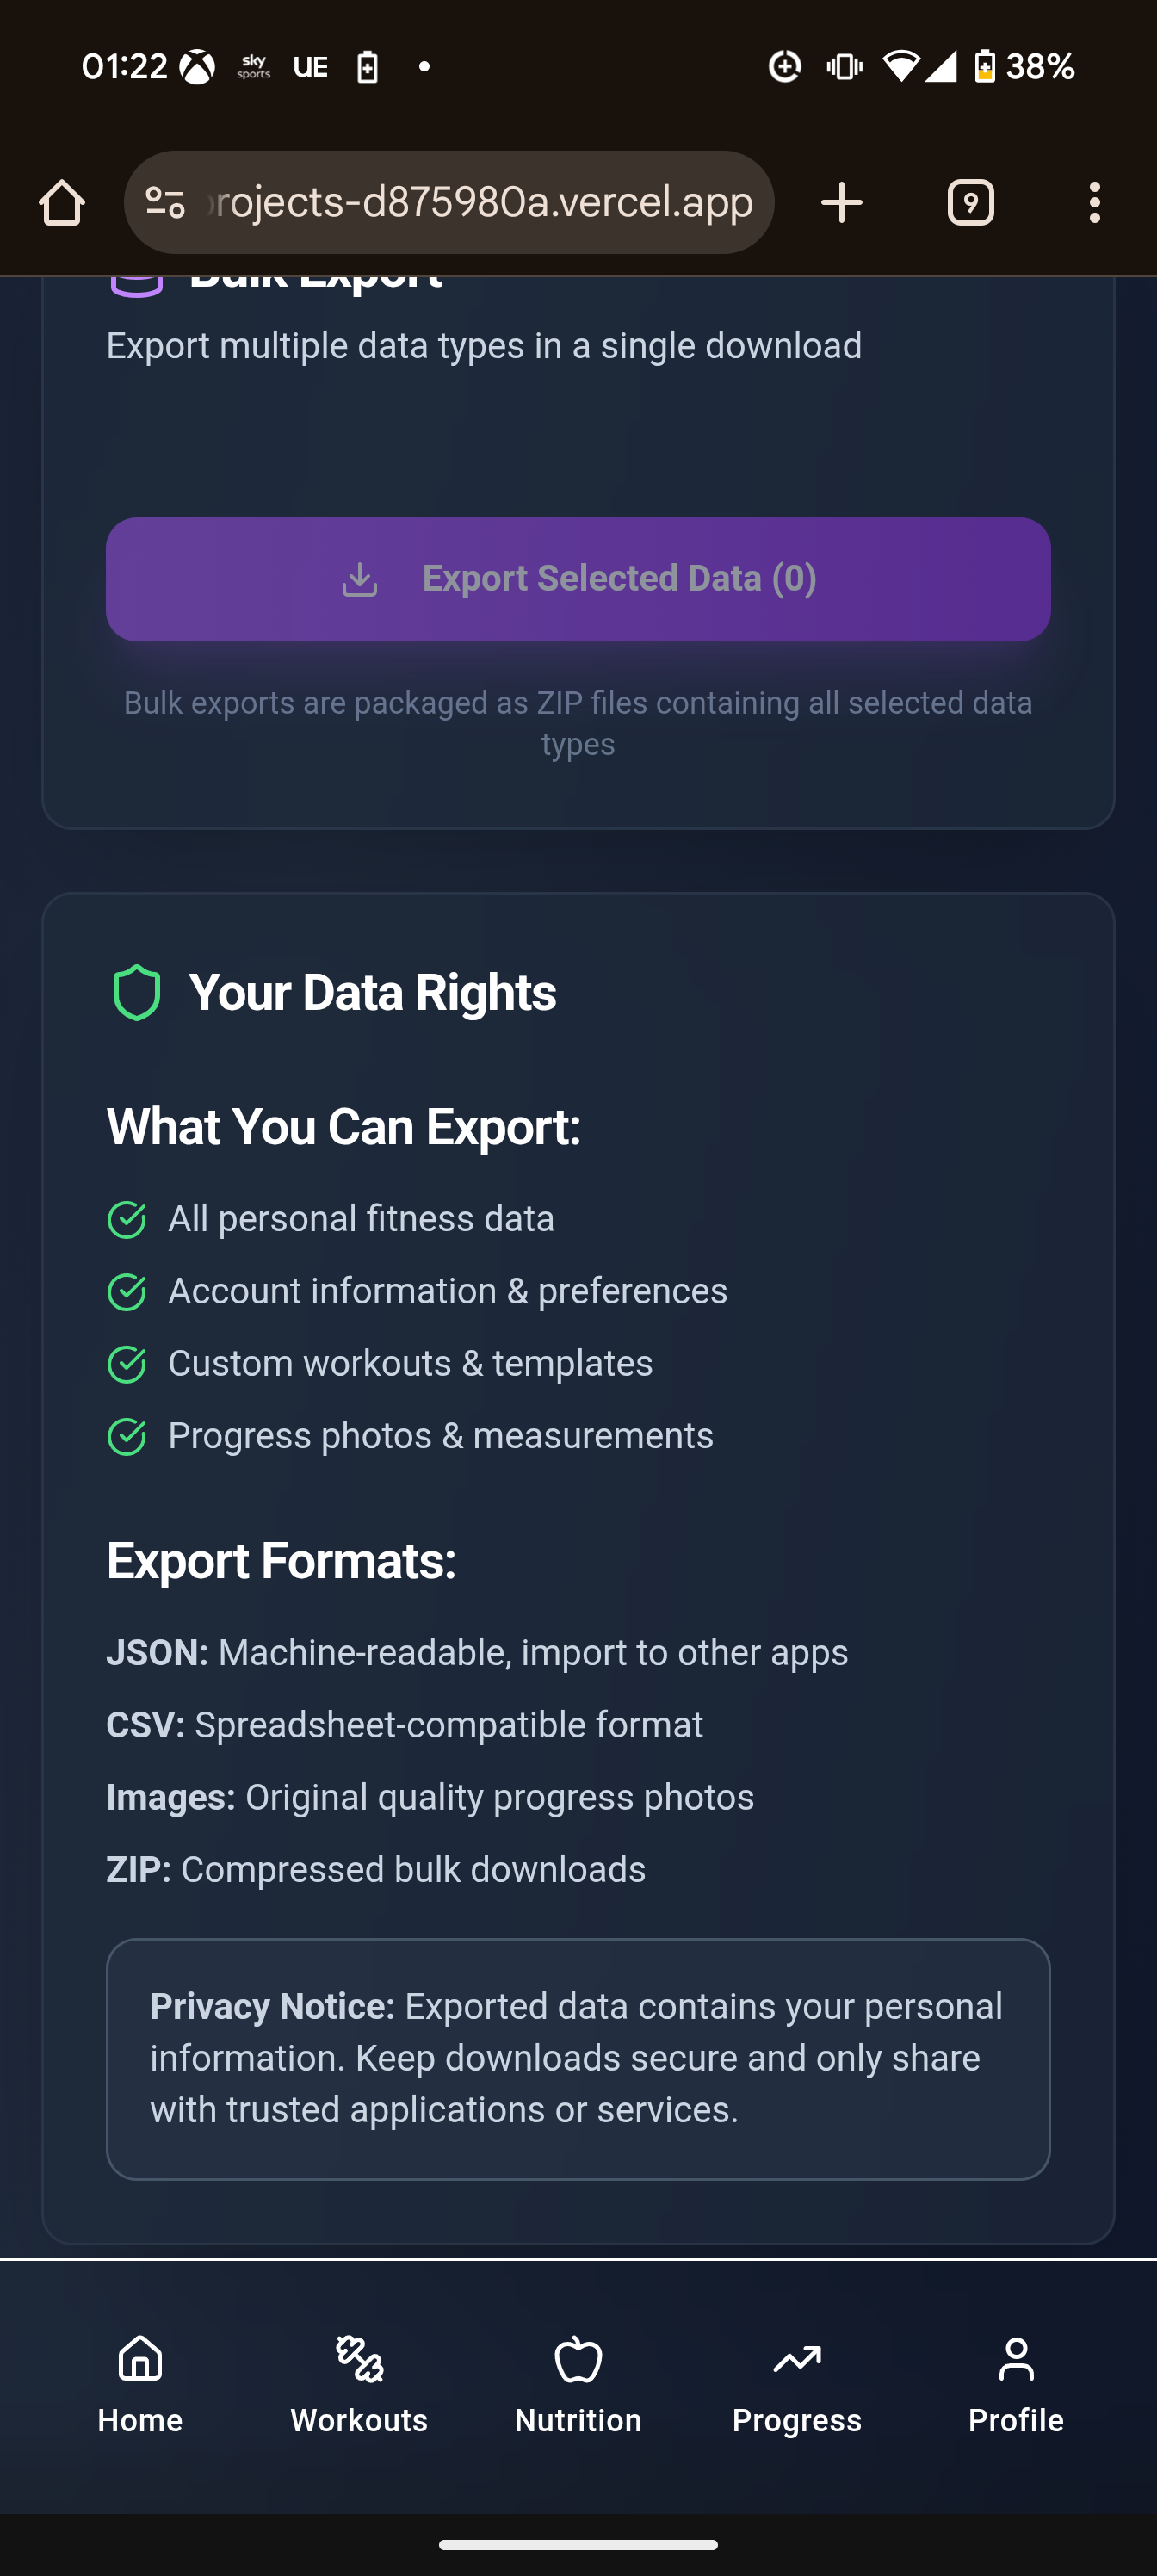 01:22 sky sports UE 38%
rojects-d875980a.vercel.app 9
Bulk Export
Export multiple data types in a single download
Export Selected Data (0)
Bulk exports are packaged as ZIP files containing all selected data
types
Your Data Rights
What You Can Export:
All personal fitness data
Account information & preferences
Custom workouts & templates
Progress photos & measurements
Export Formats:
JSON: Machine-readable, import to other apps
CSV: Spreadsheet-compatible format
Images: Original quality progress photos
ZIP: Compressed bulk downloads
Privacy Notice: Exported data contains your personal
information. Keep downloads secure and only share
with trusted applications or services.
Home Workouts Nutrition Progress Profile